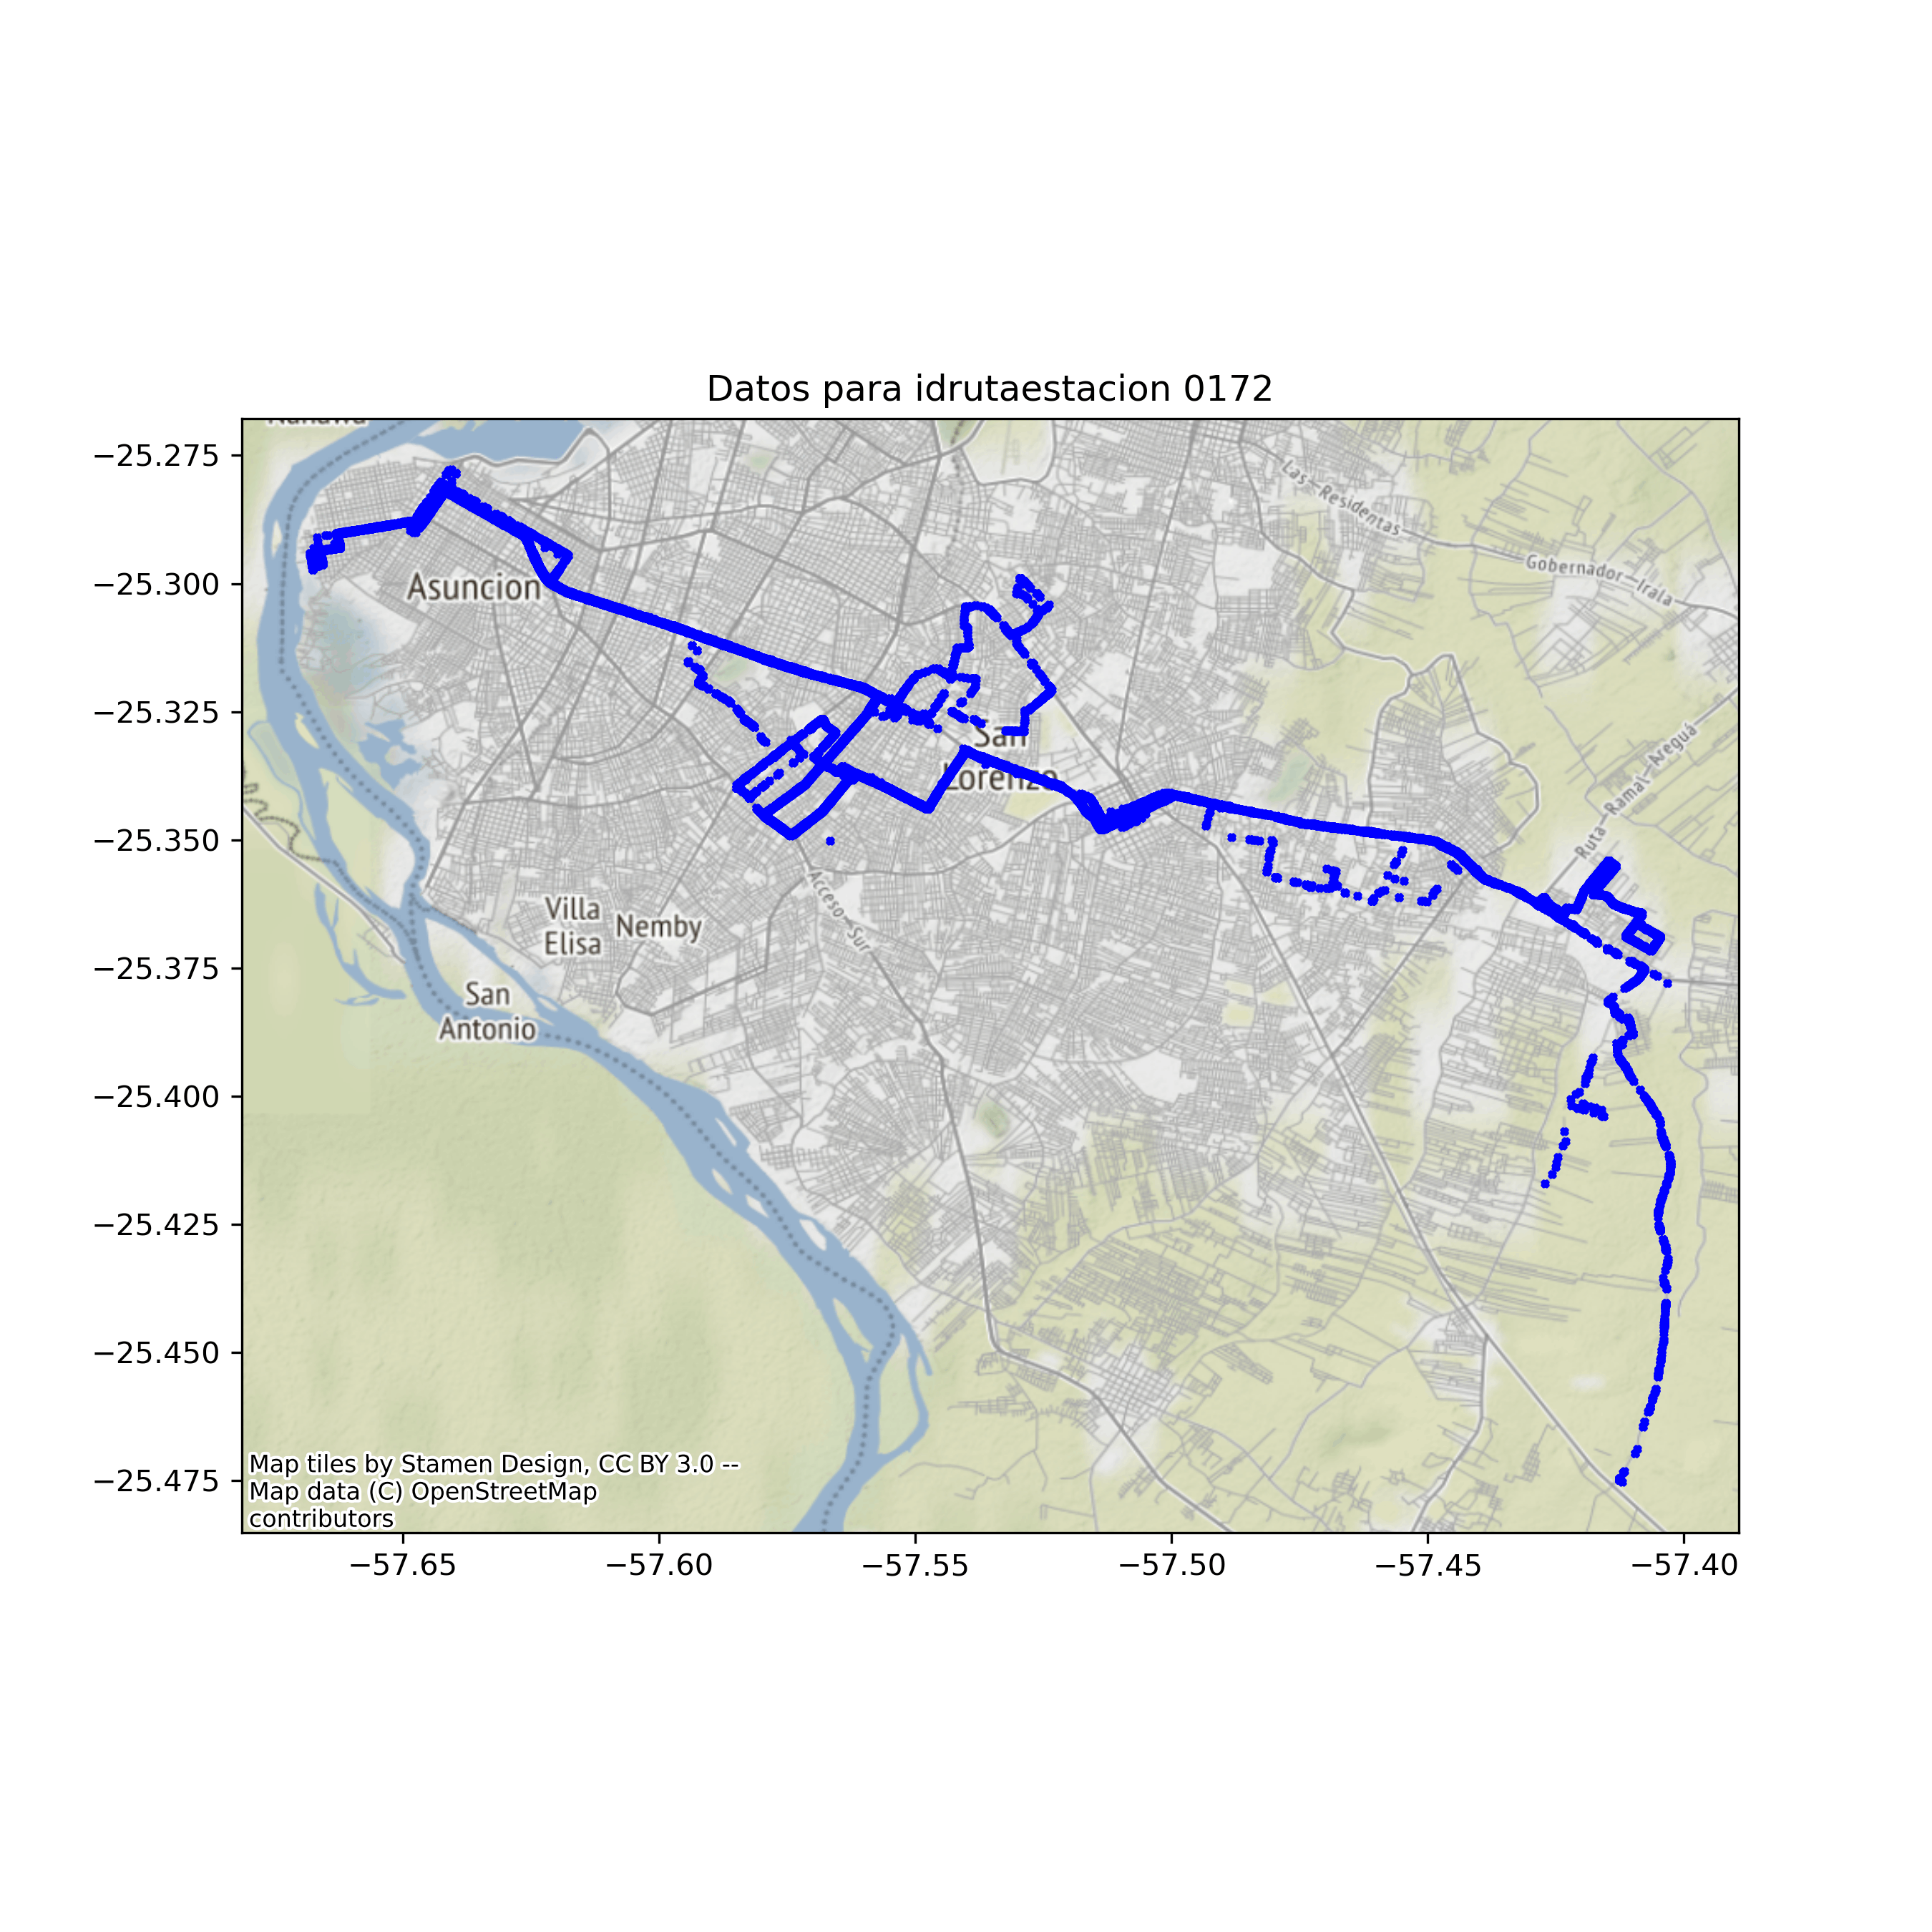 Datos para idrutaestacion 0172
−25.275
−25.300
−25.325
−25.350
−25.375
−25.400
−25.425
−25.450
−25.475
Las Residentas
Gobernador Irala
Asuncion
San
Lorenzo
Ruta Ramal Areguá
Acceso Sur
Villa
Elisa
Nemby
San
Antonio
Map tiles by Stamen Design, CC BY 3.0 --
Map data (C) OpenStreetMap
contributors
−57.65
−57.60
−57.55
−57.50
−57.45
−57.40